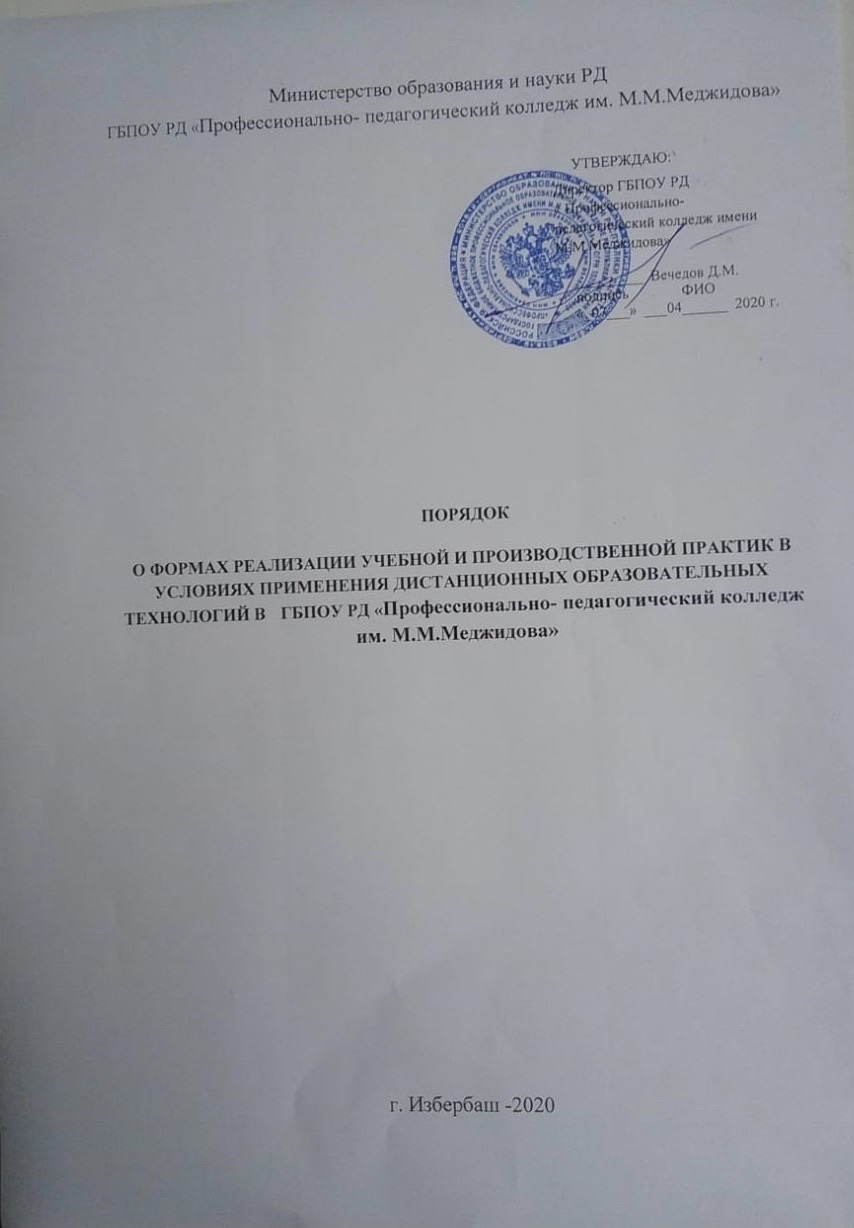 Министерство образования и науки РД
ГБПОУ РД «Профессионально- педагогический колледж им. М.М.Меджидова»
УТВЕРЖДАЮ:
Директор ГБПОУ РД
« Профессионально-
педагогический колледж имени
М.М.Меджидова»
Вечедов Д.М.
подпись ФИО
» ___04______ 2020 г.
ПОРЯДОК
О ФОРМАХ РЕАЛИЗАЦИИ УЧЕБНОЙ И ПРОИЗВОДСТВЕННОЙ ПРАКТИК В
УСЛОВИЯХ ПРИМЕНЕНИЯ ДИСТАНЦИОННЫХ ОБРАЗОВАТЕЛЬНЫХ
ТЕХНОЛОГИЙ В ГБПОУ РД «Профессионально- педагогический колледж
им. М.М.Меджидова»
г. Избербаш -2020